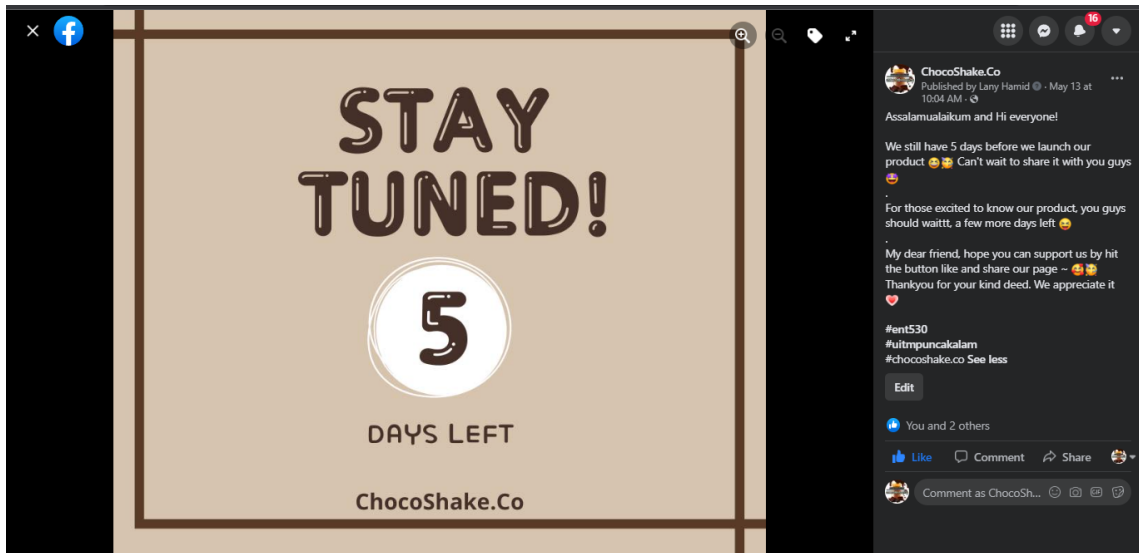 STAY
TUNED!
5
DAYS LEFT
ChocoShake.Co
16
ChocoShake.Co
Published by Lany Hamid · May 13 at
10:04 AM ·
Assalamualaikum and Hi everyone!
We still have 5 days before we launch our
product 😆🥳 Can't wait to share it with you guys
🤩
.
For those excited to know our product, you guys
should waittt, a few more days left 😆
.
My dear friend, hope you can support us by hit
the button like and share our page ~ 🥰🥳
Thankyou for your kind deed. We appreciate it
❤️
#ent530
#uitmpuncakalam
#chocoshake.co See less
Edit
You and 2 others
Like Comment Share
Comment as ChocoSh...
GIF